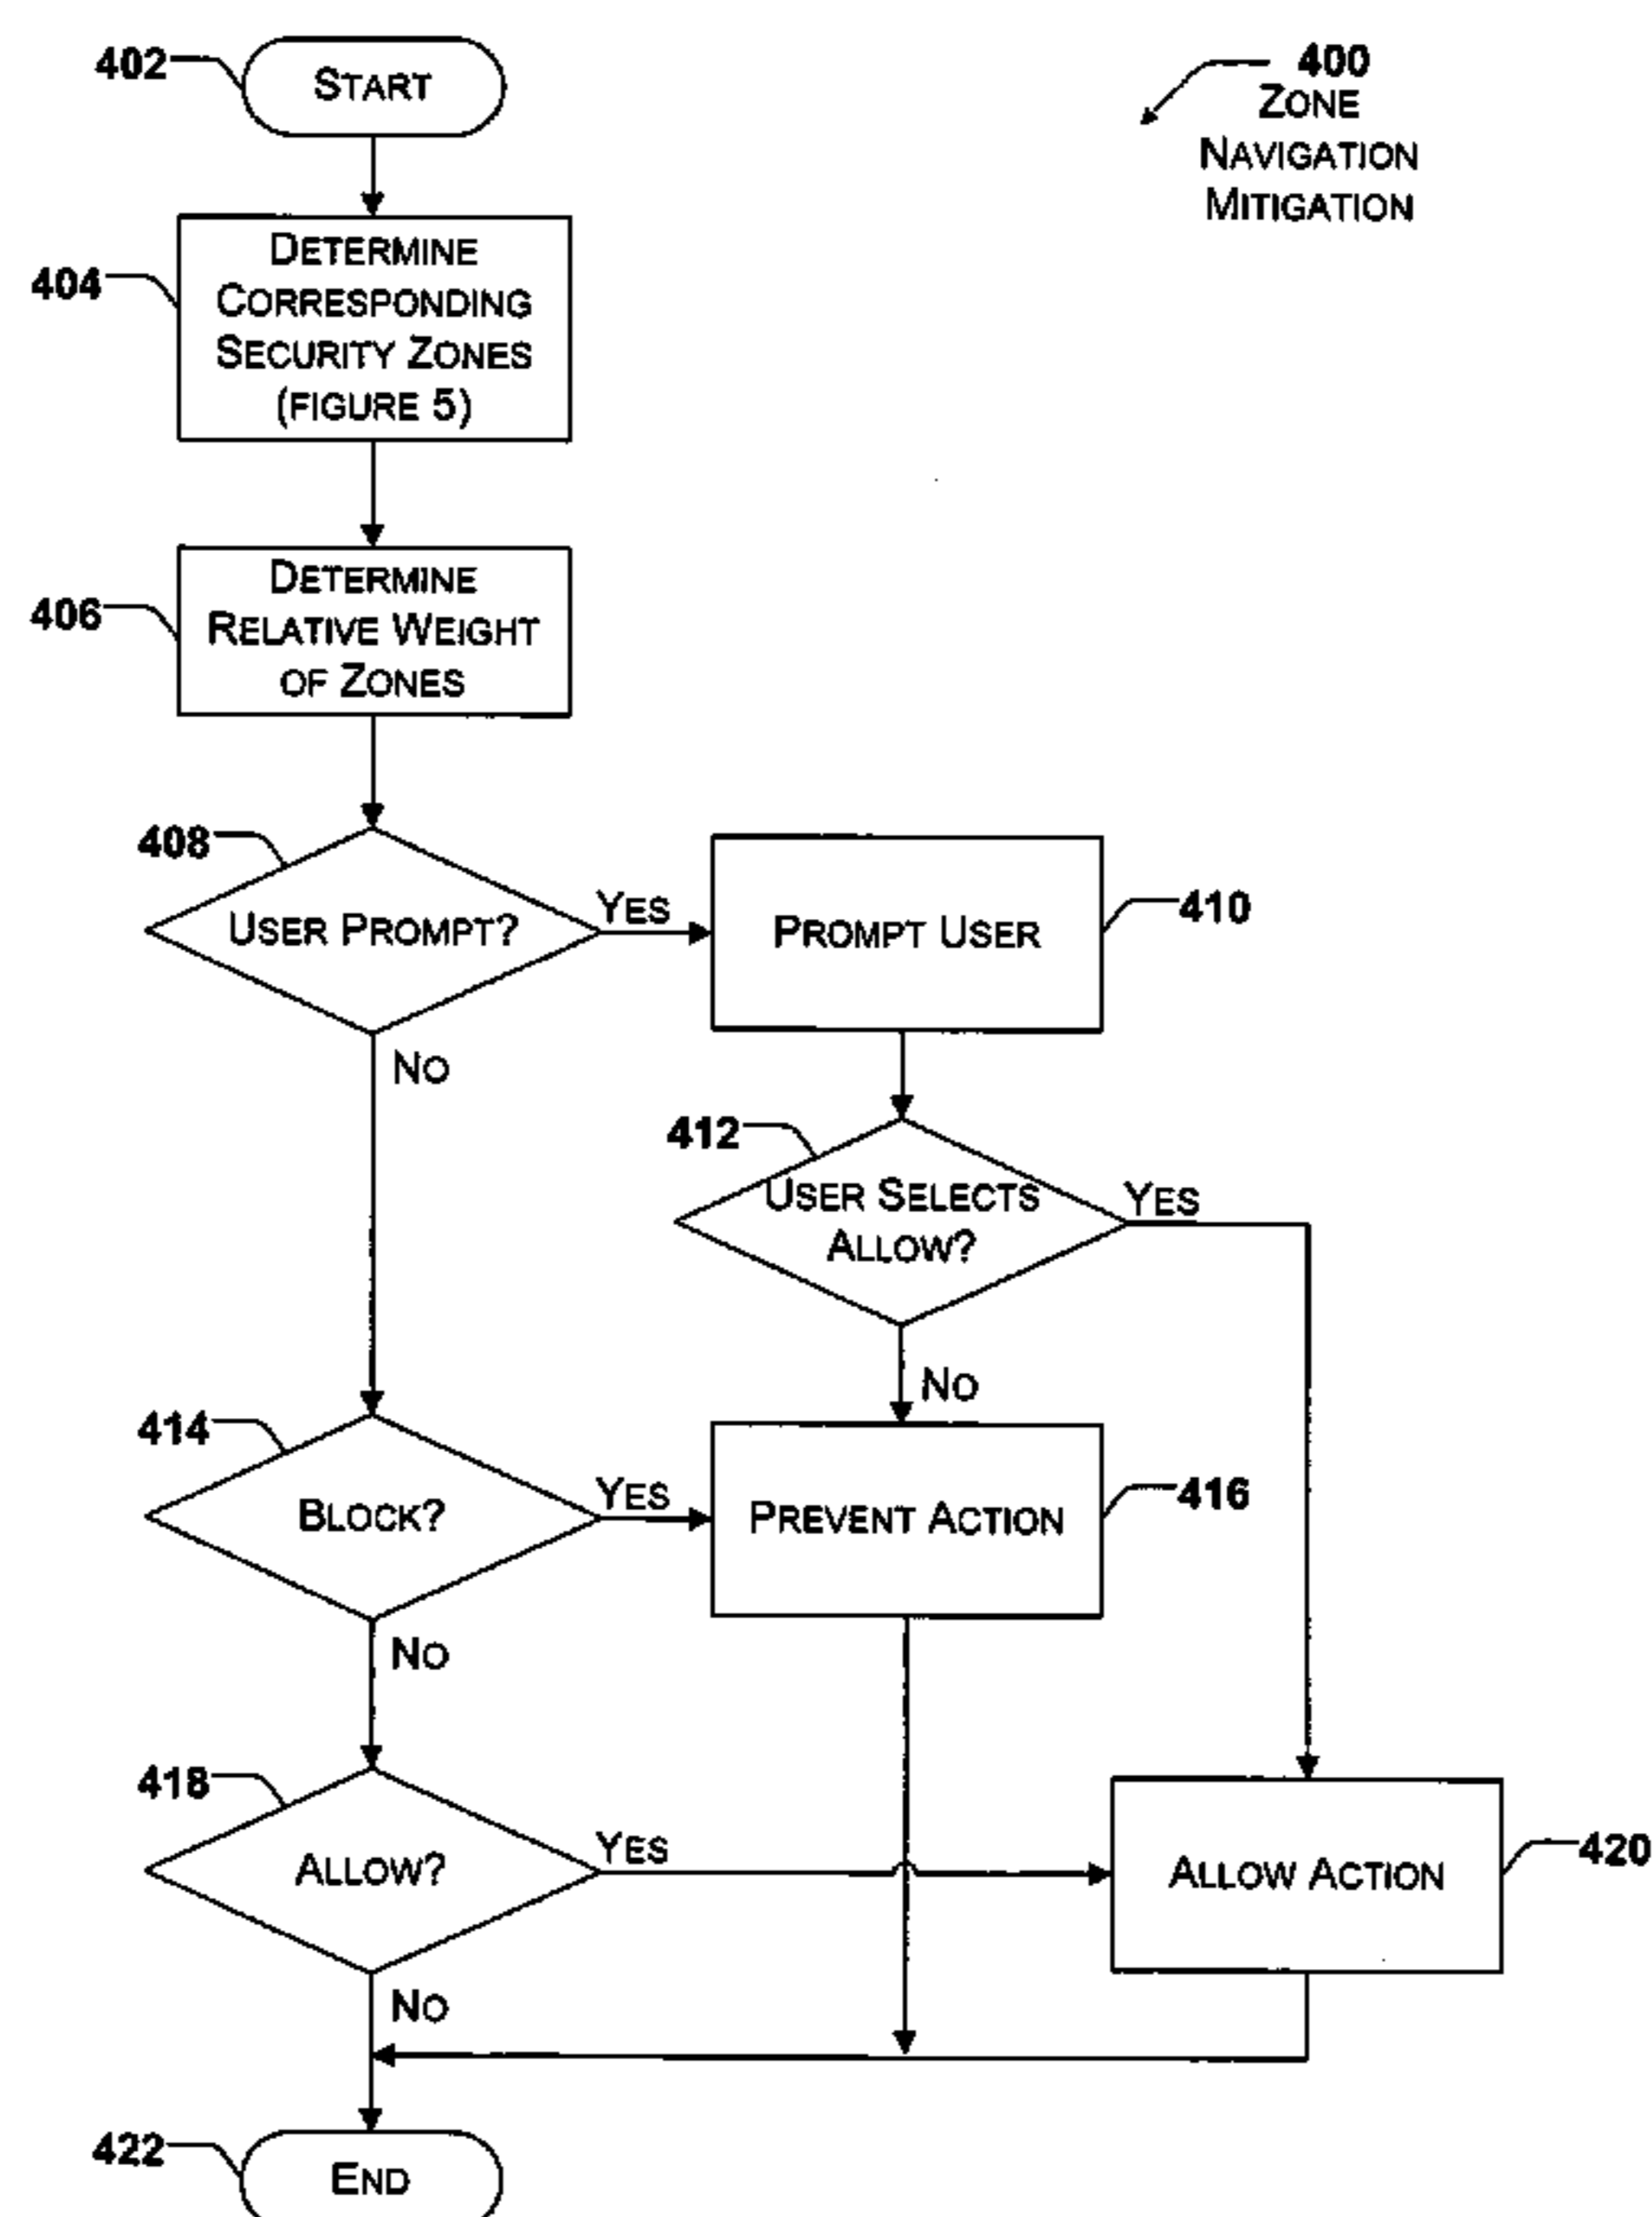 402
START
400
ZONE
NAVIGATION
MITIGATION
404
DETERMINE
CORRESPONDING
SECURITY ZONES
(FIGURE 5)
406
DETERMINE
RELATIVE WEIGHT
OF ZONES
408
USER PROMPT?
YES
PROMPT USER
410
NO
412
USER SELECTS
ALLOW?
YES
NO
414
BLOCK?
YES
PREVENT ACTION
416
NO
418
ALLOW?
YES
ALLOW ACTION
420
NO
422
END